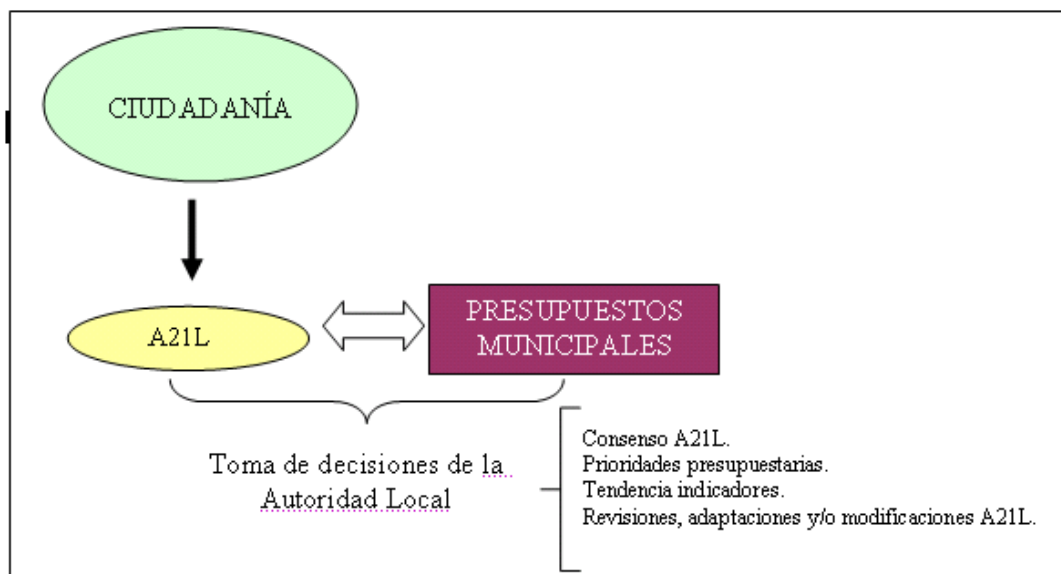 CIUDADANÍA
A21L
PRESUPUESTOS
MUNICIPALES
Toma de decisiones de la
Autoridad Local
Consenso A21L.
Prioridades presupuestarias.
Tendencia indicadores.
Revisiones, adaptaciones y/o modificaciones A21L.